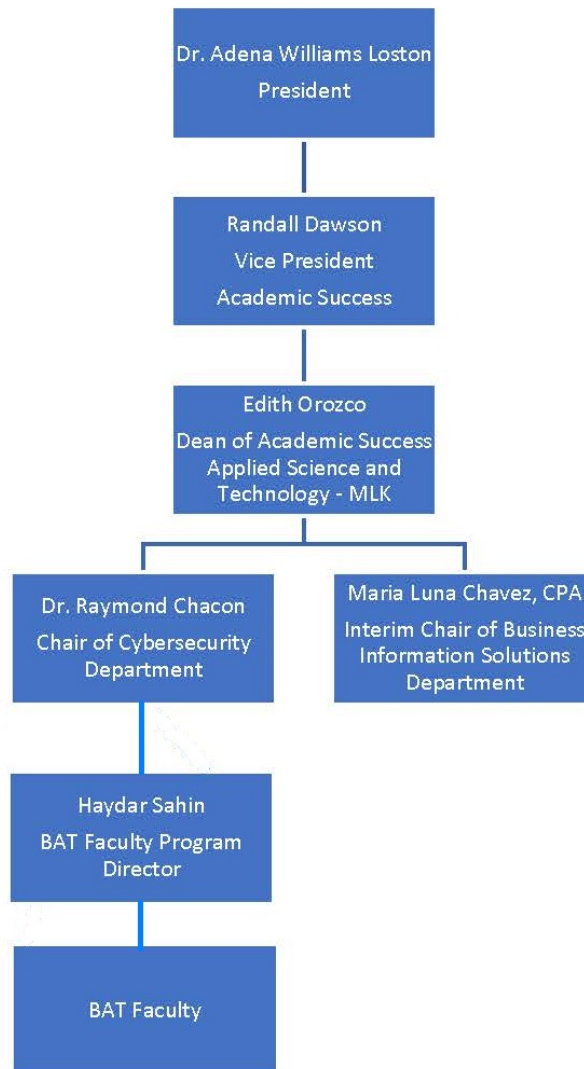 Dr. Adena Williams Loston
President
Randall Dawson
Vice President
Academic Success
Edith Orozco
Dean of Academic Success
Applied Science and
Technology - MLK
Dr. Raymond Chacon
Chair of Cybersecurity
Department
Maria Luna Chavez, CPA
Interim Chair of Business
Information Solutions
Department
Haydar Sahin
BAT Faculty Program
Director
BAT Faculty